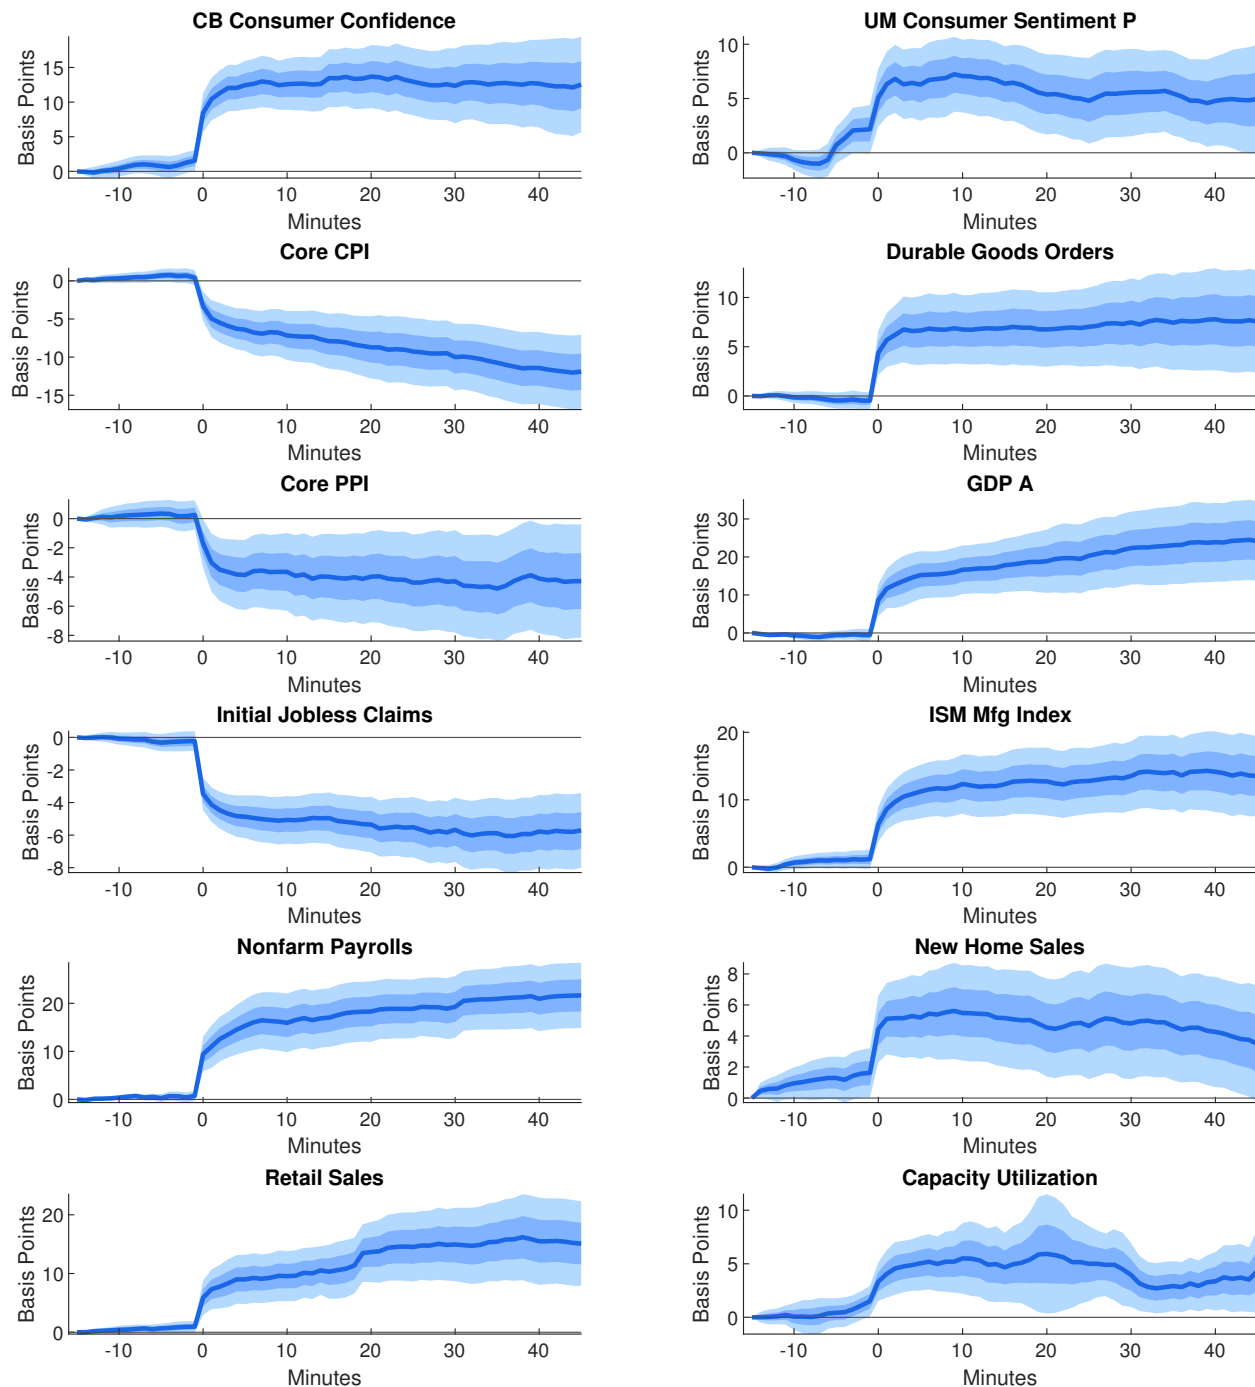 CB Consumer Confidence
15
10
5
0
Basis Points
-10 0 10 20 30 40
Minutes
UM Consumer Sentiment P
10
5
0
Basis Points
-10 0 10 20 30 40
Minutes
Core CPI
0
-5
-10
-15
Basis Points
-10 0 10 20 30 40
Minutes
Durable Goods Orders
10
5
0
Basis Points
-10 0 10 20 30 40
Minutes
Core PPI
0
-2
-4
-6
-8
Basis Points
-10 0 10 20 30 40
Minutes
GDP A
30
20
10
0
Basis Points
-10 0 10 20 30 40
Minutes
Initial Jobless Claims
0
-2
-4
-6
-8
Basis Points
-10 0 10 20 30 40
Minutes
ISM Mfg Index
20
10
0
Basis Points
-10 0 10 20 30 40
Minutes
Nonfarm Payrolls
20
10
0
Basis Points
-10 0 10 20 30 40
Minutes
New Home Sales
8
6
4
2
0
Basis Points
-10 0 10 20 30 40
Minutes
Retail Sales
20
10
0
Basis Points
-10 0 10 20 30 40
Minutes
Capacity Utilization
10
5
0
Basis Points
-10 0 10 20 30 40
Minutes